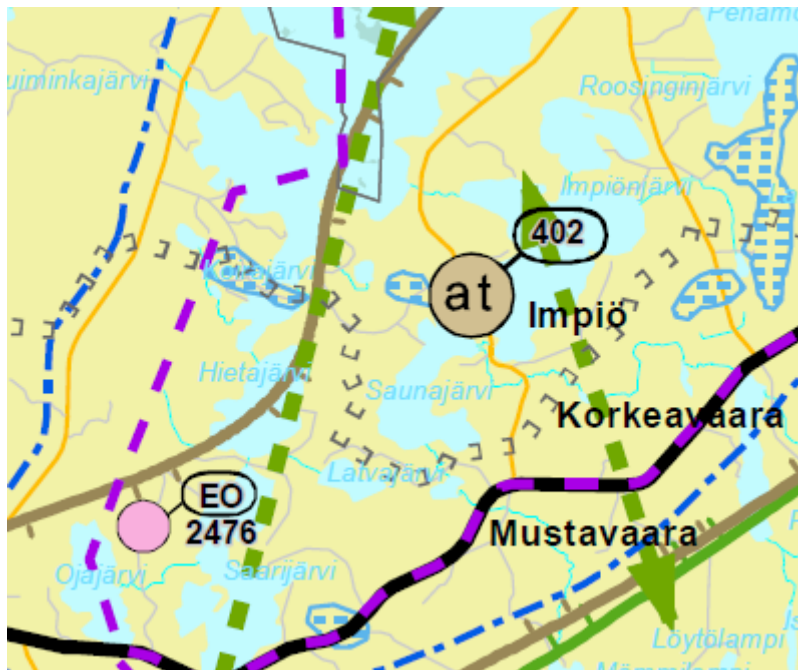 Roosinginjärvi
Impiönjärvi
402
at
Impiö
Hietajärvi
Saunajärvi
Korkeavaara
Latvajärvi
EO
2476
Mustavaara
Ojajärvi
Saarijärvi
Löytölampi